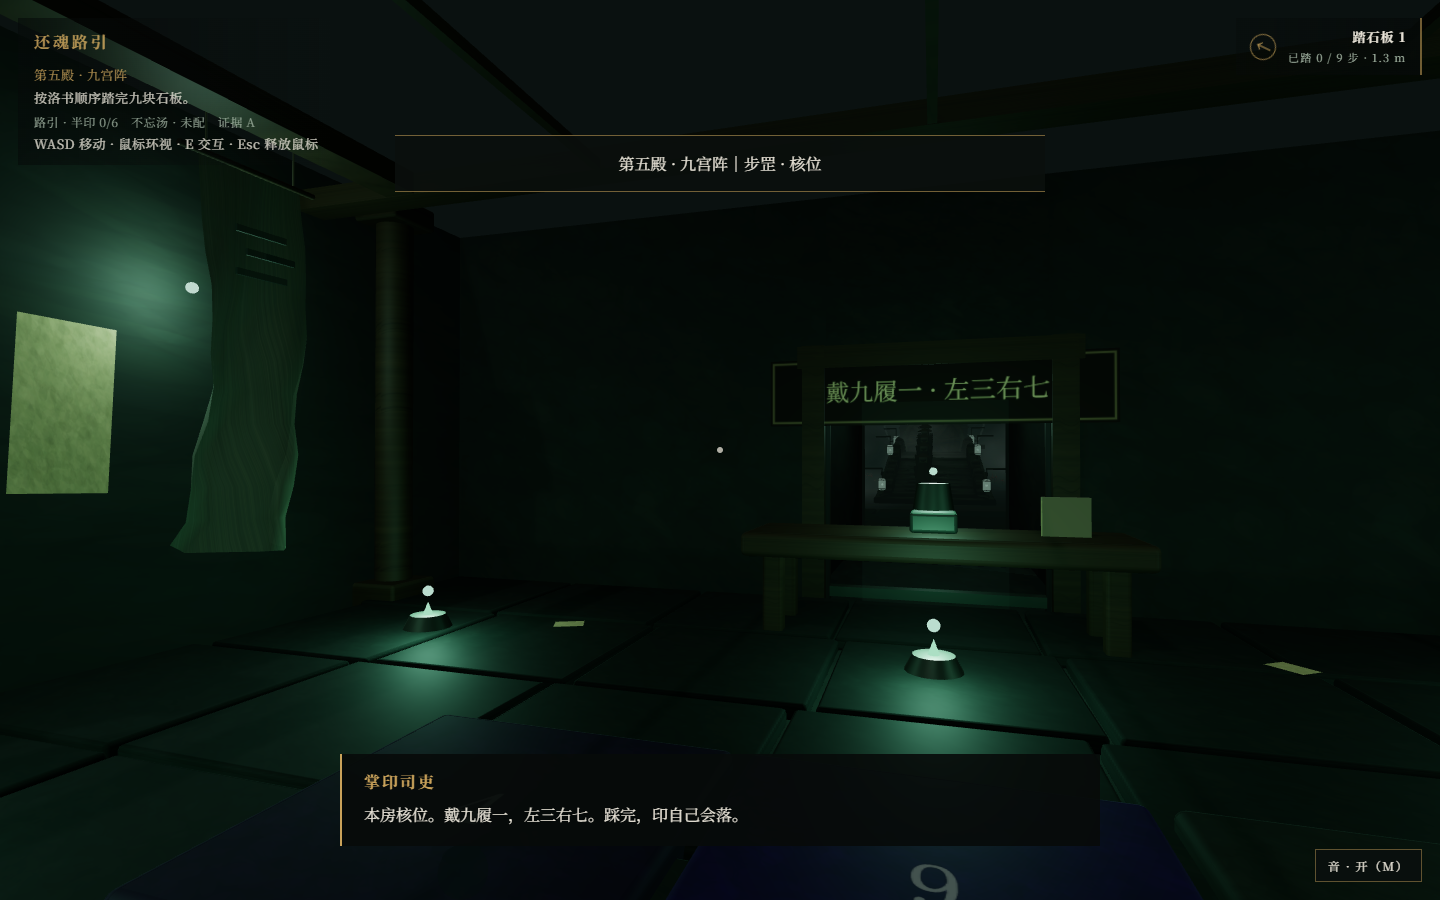 还魂路引
第五殿 · 九宫阵
按洛书顺序踏完九块石板。
路引 · 半印 0/6 不忘汤 · 未配 证据 A
WASD 移动 · 鼠标环视 · E 交互 · Esc 释放鼠标
踏石板 1
已踏 0 / 9 步 · 1.3 m
第五殿 · 九宫阵｜步罡 · 核位
戴九履一 · 左三右七
掌印司吏
本房核位。戴九履一，左三右七。踩完，印自己会落。
9
音 · 开（M）